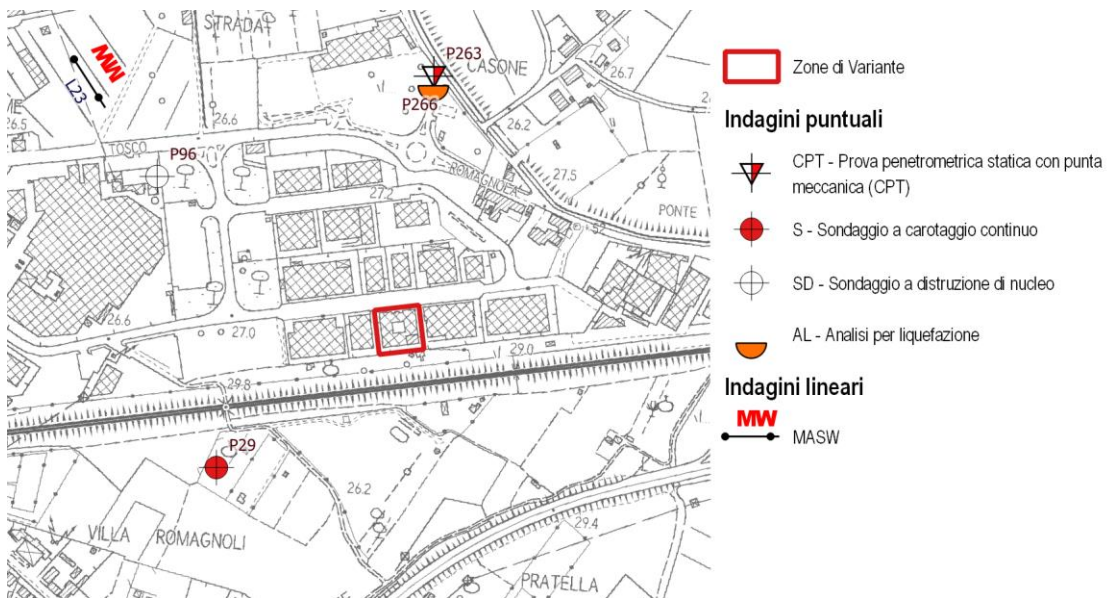 STRADA
P263
CASONE
26.7
MW
L23
P266
26.5
26.6
26.2
TOSCO
P96
ROMAGNOLA
27.5
27.2
PONTE
26.6
27.0
29.0
29.8
P29
26.2
VILLA ROMAGNOLI
29.4
PRATELLA
Zone di Variante
Indagini puntuali
CPT - Prova penetrometrica statica con punta
meccanica (CPT)
S - Sondaggio a carotaggio continuo
SD - Sondaggio a distruzione di nucleo
AL - Analisi per liquefazione
Indagini lineari
MW
MASW